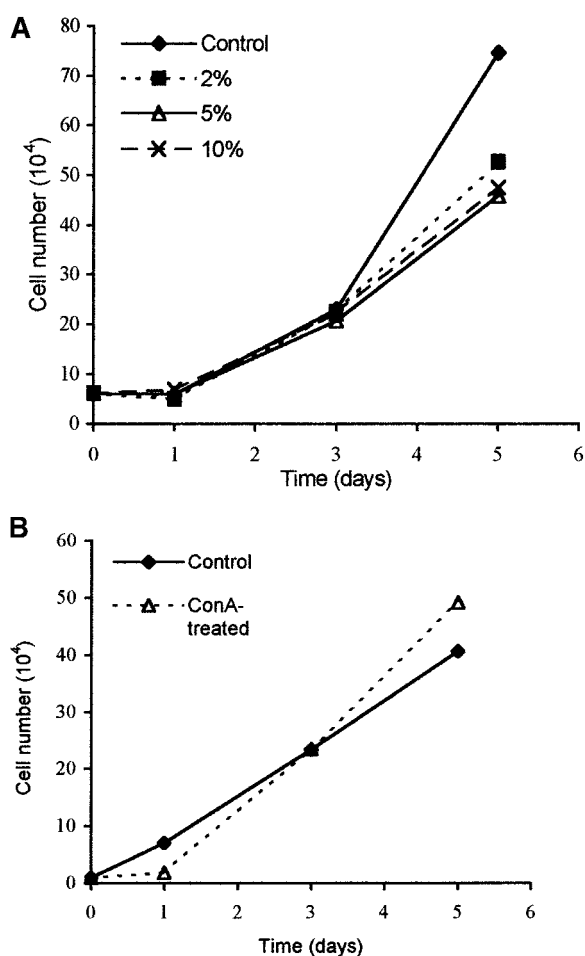 A
Control
2%
5%
10%
80
70
60
50
40
30
20
10
0
Cell number (10⁴)
0 1 2 3 4 5 6
Time (days)
B
Control
ConA-
treated
60
50
40
30
20
10
0
Cell number (10⁴)
0 1 2 3 4 5 6
Time (days)